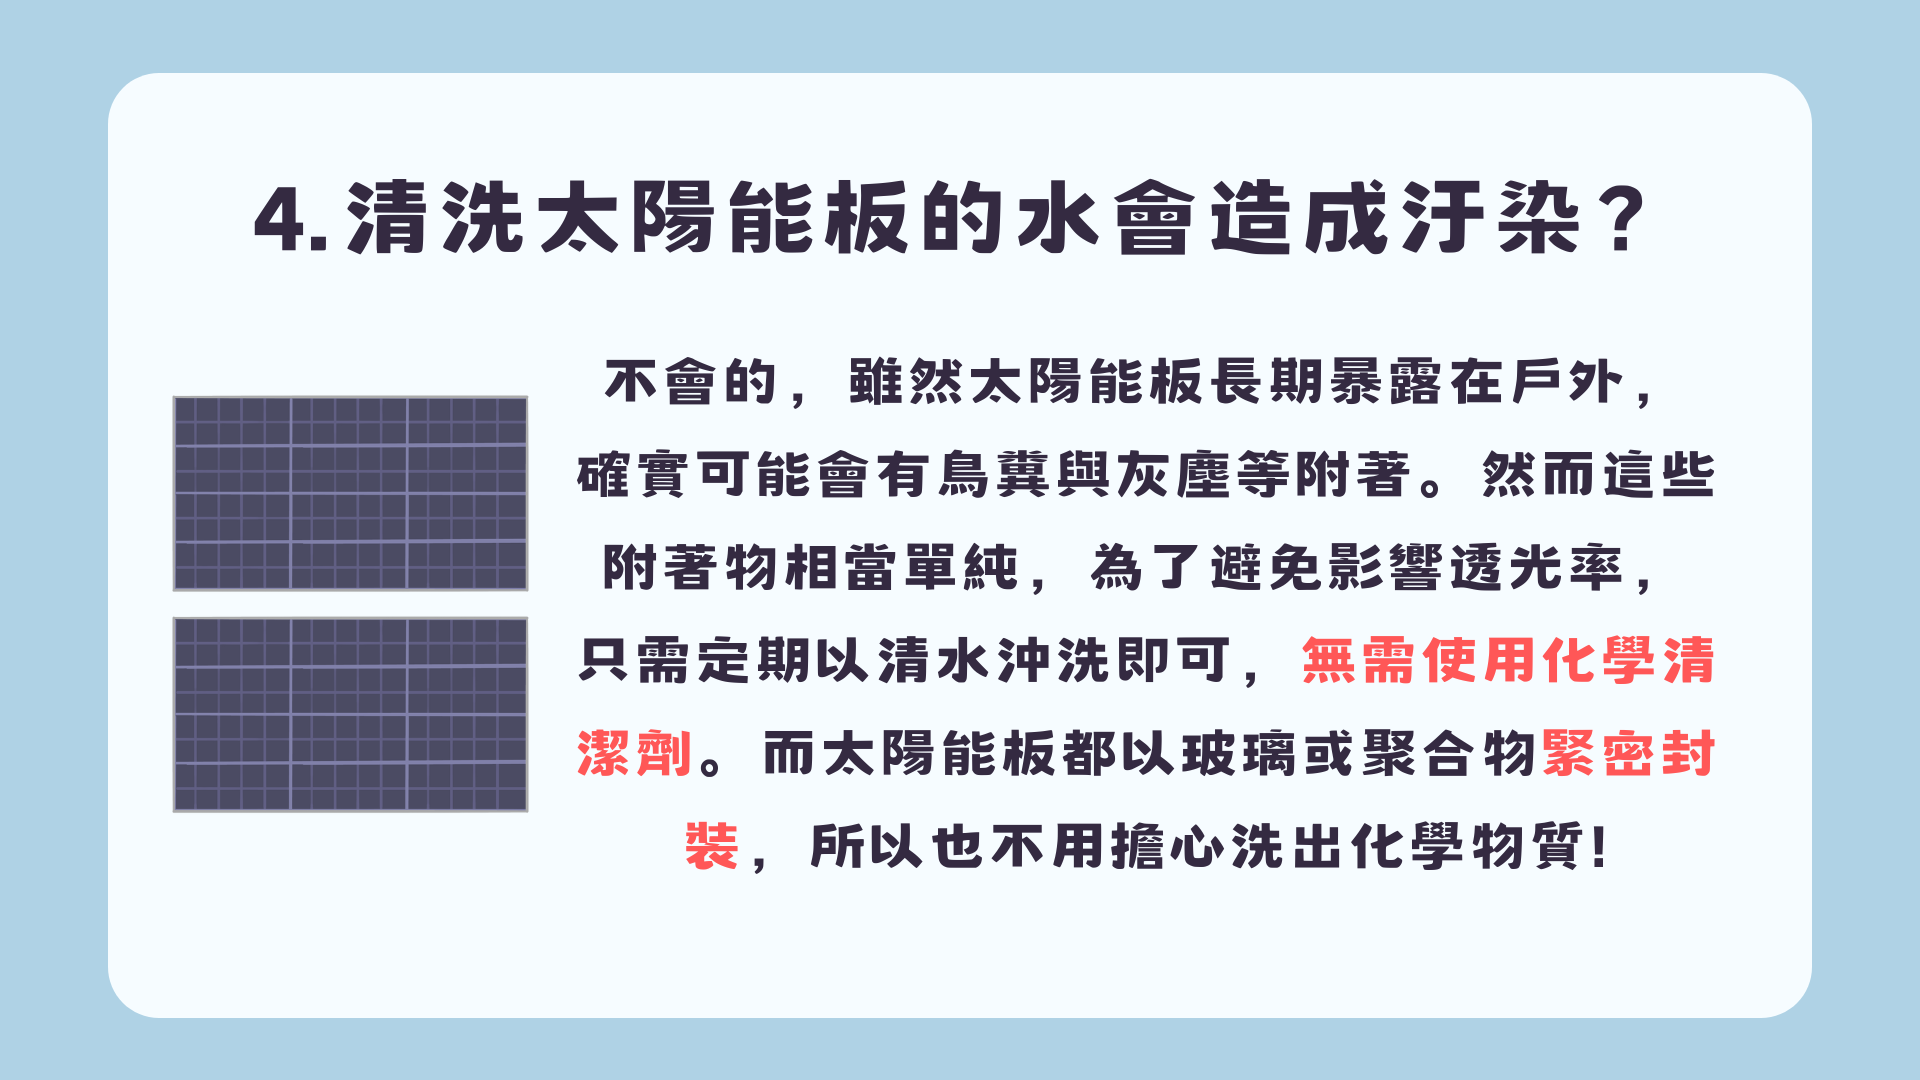 4.清洗太陽能板的水會造成汙染？
不會的，雖然太陽能板長期暴露在戶外，
確實可能會有鳥糞與灰塵等附著。然而這些
附著物相當單純，為了避免影響透光率，
只需定期以清水沖洗即可，無需使用化學清
潔劑。而太陽能板都以玻璃或聚合物緊密封
裝，所以也不用擔心洗出化學物質!